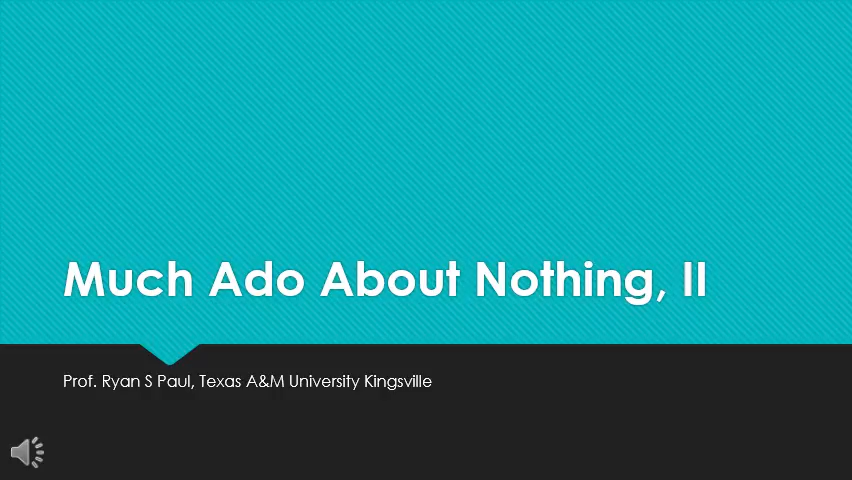 Much Ado About Nothing, II
Prof. Ryan S Paul, Texas A&M University Kingsville